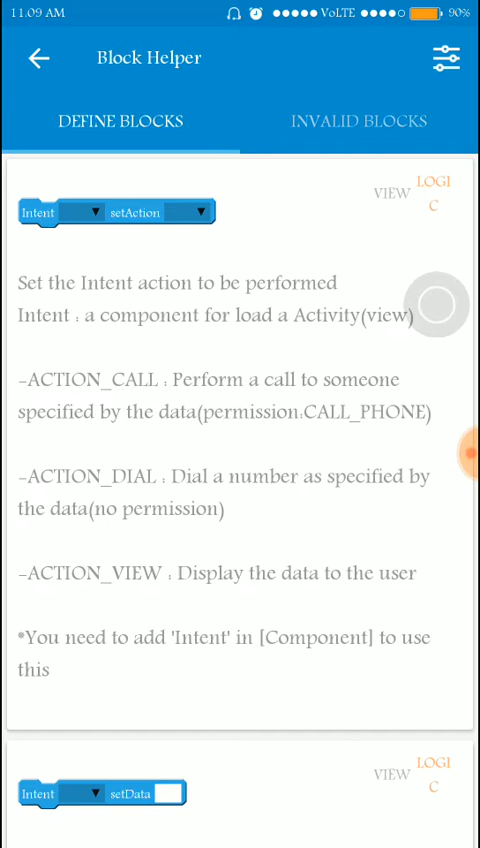 11.09 AM VoLTE 90%
Block Helper
DEFINE BLOCKS INVALID BLOCKS
Intent setAction
VIEW LOGI
C
Set the Intent action to be performed
Intent : a component for load a Activity(view)
-ACTION_CALL : Perform a call to someone
specified by the data(permission:CALL_PHONE)
-ACTION_DIAL : Dial a number as specified by
the data(no permission)
-ACTION_VIEW : Display the data to the user
*You need to add 'Intent' in [Component] to use
this
VIEW LOGI
C
Intent setData